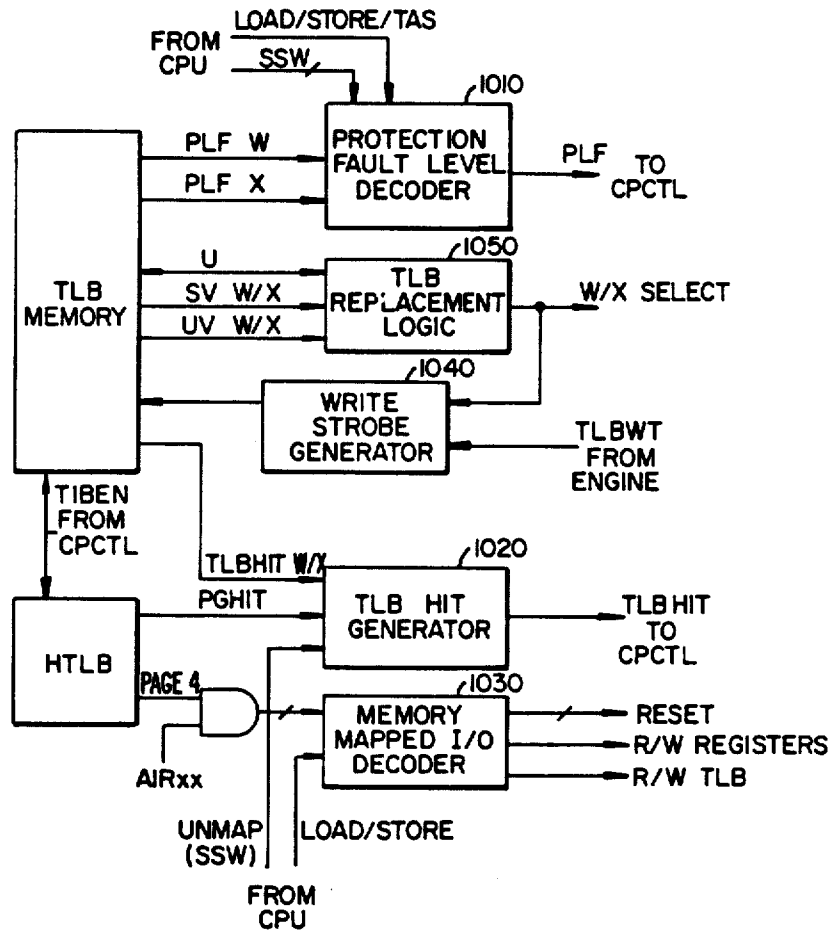 LOAD/STORE/TAS
FROM
CPU
SSW
1010
PLF W
PROTECTION
FAULT LEVEL
DECODER
PLF
TO
CPCTL
PLF X
1050
TLB
MEMORY
U
SV W/X
UV W/X
TLB
REPLACEMENT
LOGIC
W/X SELECT
1040
WRITE
STROBE
GENERATOR
TLBWT
FROM
ENGINE
TIBEN
FROM
CPCTL
1020
TLBHIT W/X
PGHIT
TLB HIT
GENERATOR
TLBHIT
TO
CPCTL
HTLB
1030
PAGE 4
MEMORY
MAPPED I/O
DECODER
RESET
R/W REGISTERS
R/W TLB
AIRxx
UNMAP
(SSW)
LOAD/STORE
FROM
CPU